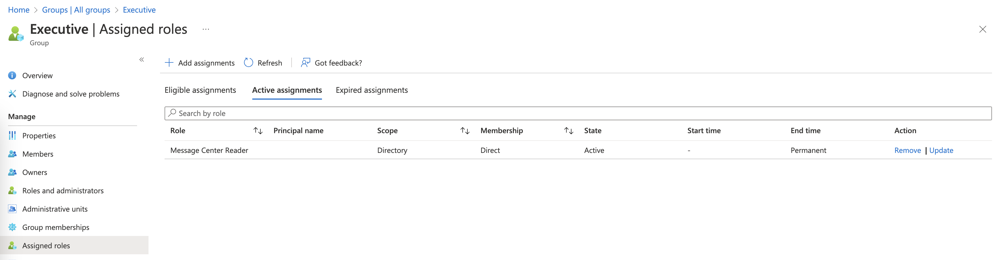 Home > Groups | All groups > Executive
Executive | Assigned roles ...
Group
«
Add assignments Refresh Got feedback?
Overview
Diagnose and solve problems
Manage
Properties
Members
Owners
Roles and administrators
Administrative units
Group memberships
Assigned roles
Eligible assignments Active assignments Expired assignments
Search by role
Role Principal name Scope Membership State Start time End time Action
Message Center Reader Directory Direct Active - Permanent Remove | Update